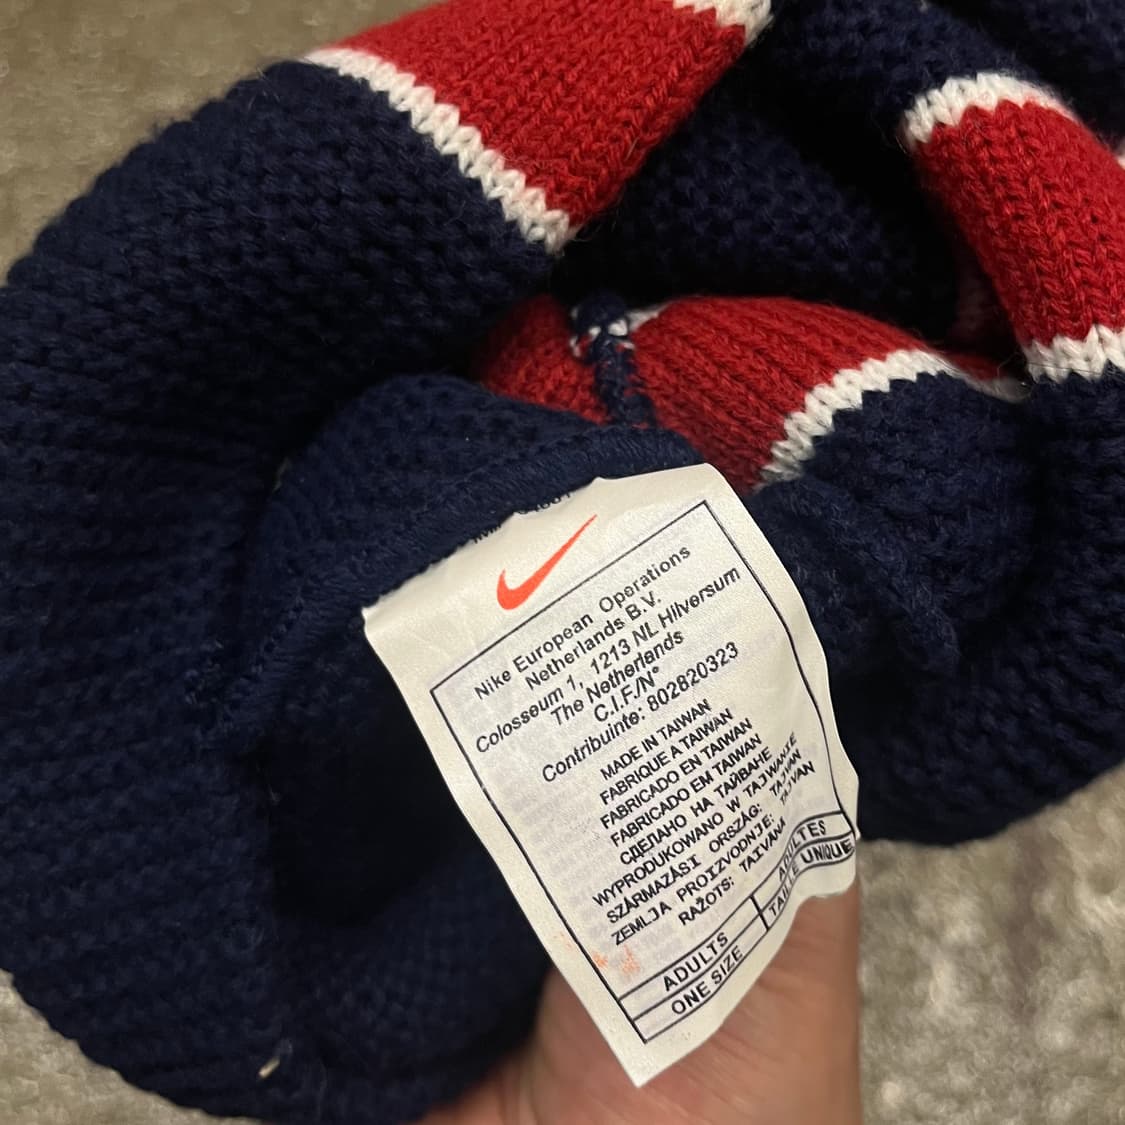 Nike European Operations
Netherlands B.V.
Colosseum 1, 1213 NL Hilversum
The Netherlands
C.I.F./N°
Contribuinte: 802820323
MADE IN TAIWAN
FABRIQUE A TAIWAN
FABRICADO EN TAIWAN
FABRICADO EM TAIWAN
СДЕЛАНО НА ТАЙВАНЕ
WYPRODUKOWANO W TAJWANIE
SZÁRMAZÁSI ORSZÁG: TAJVAN
ZEMLJA PROIZVODNJE: TAJVAN
RAŽOTS: TAIVĀNA
ADULTS
ADULTES
ONE SIZE
TAILLE UNIQUE